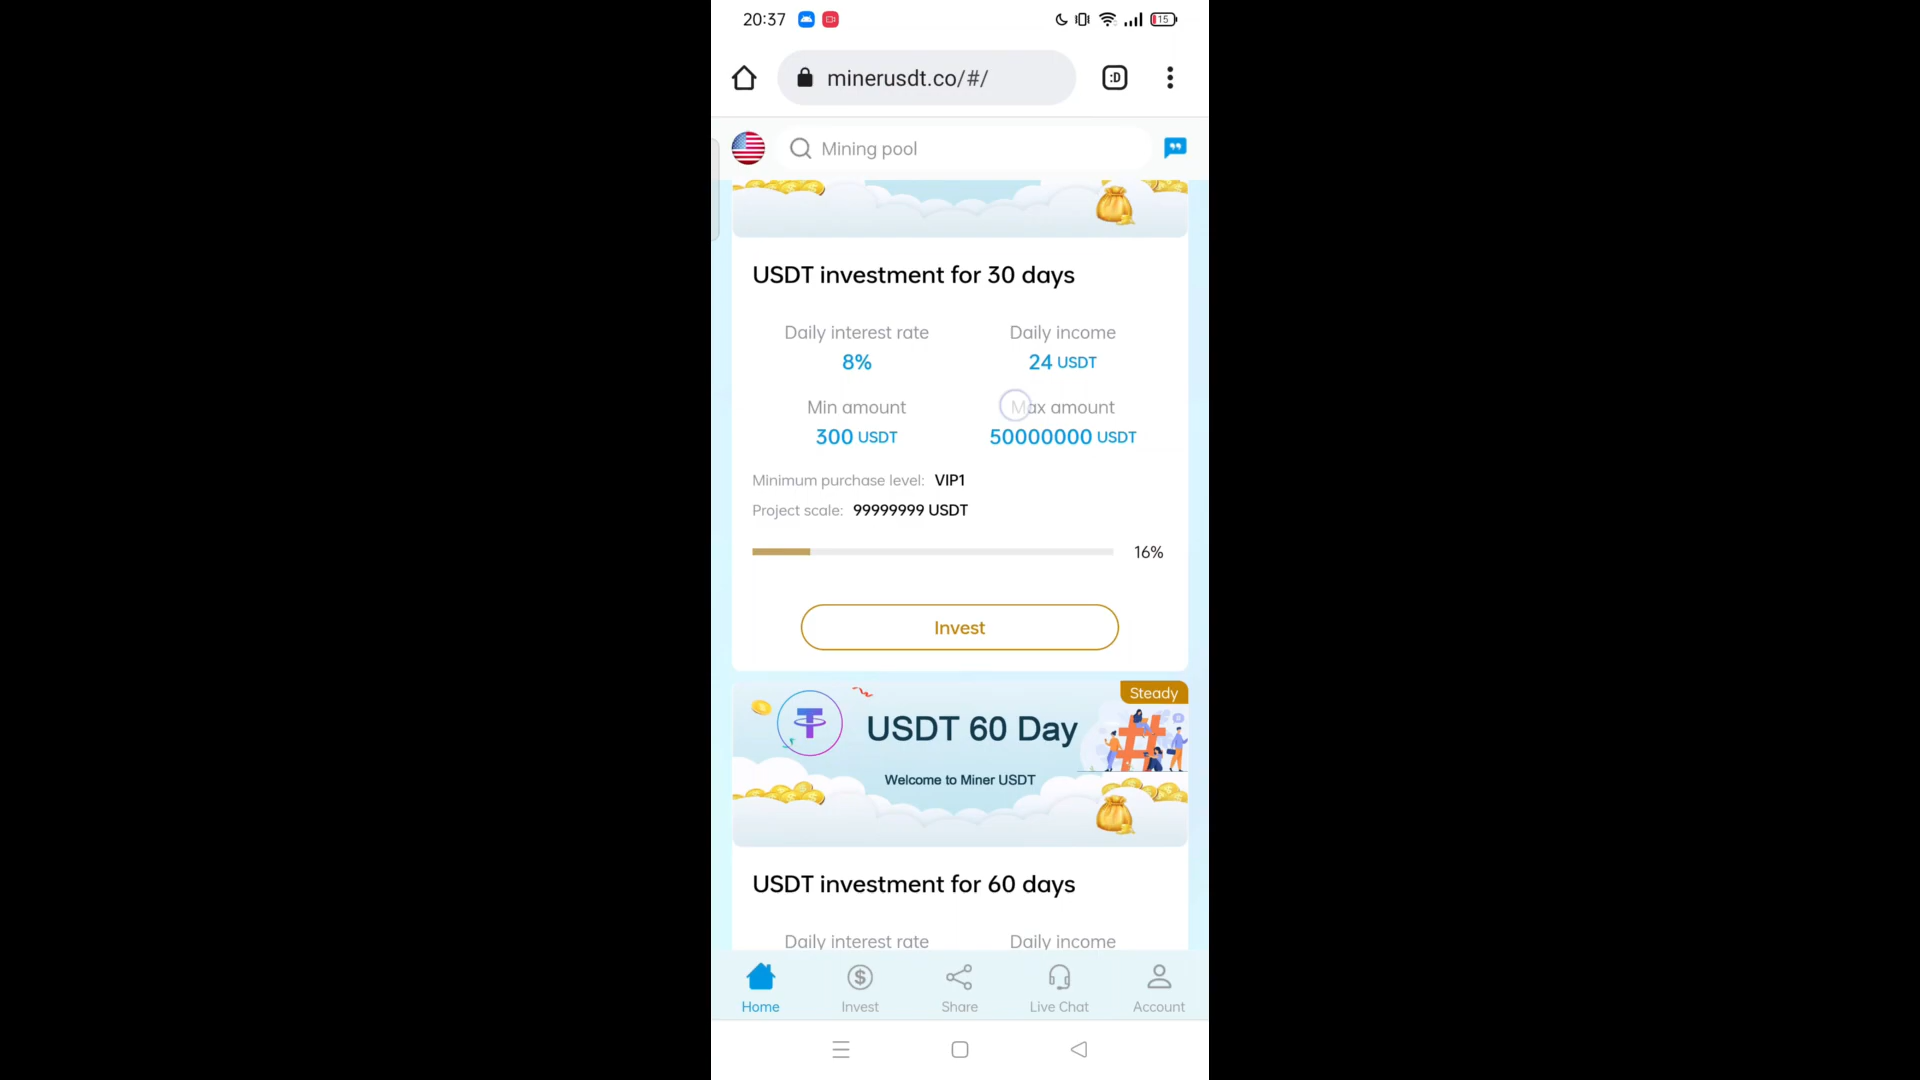 20:37
15
minerusdt.co/#/
:D
Mining pool
USDT investment for 30 days
Daily interest rate Daily income
8% 24 USDT
Min amount Max amount
300 USDT 50000000 USDT
Minimum purchase level: VIP1
Project scale: 99999999 USDT
16%
Invest
Steady
USDT 60 Day
Welcome to Miner USDT
USDT investment for 60 days
Daily interest rate Daily income
Home Invest Share Live Chat Account